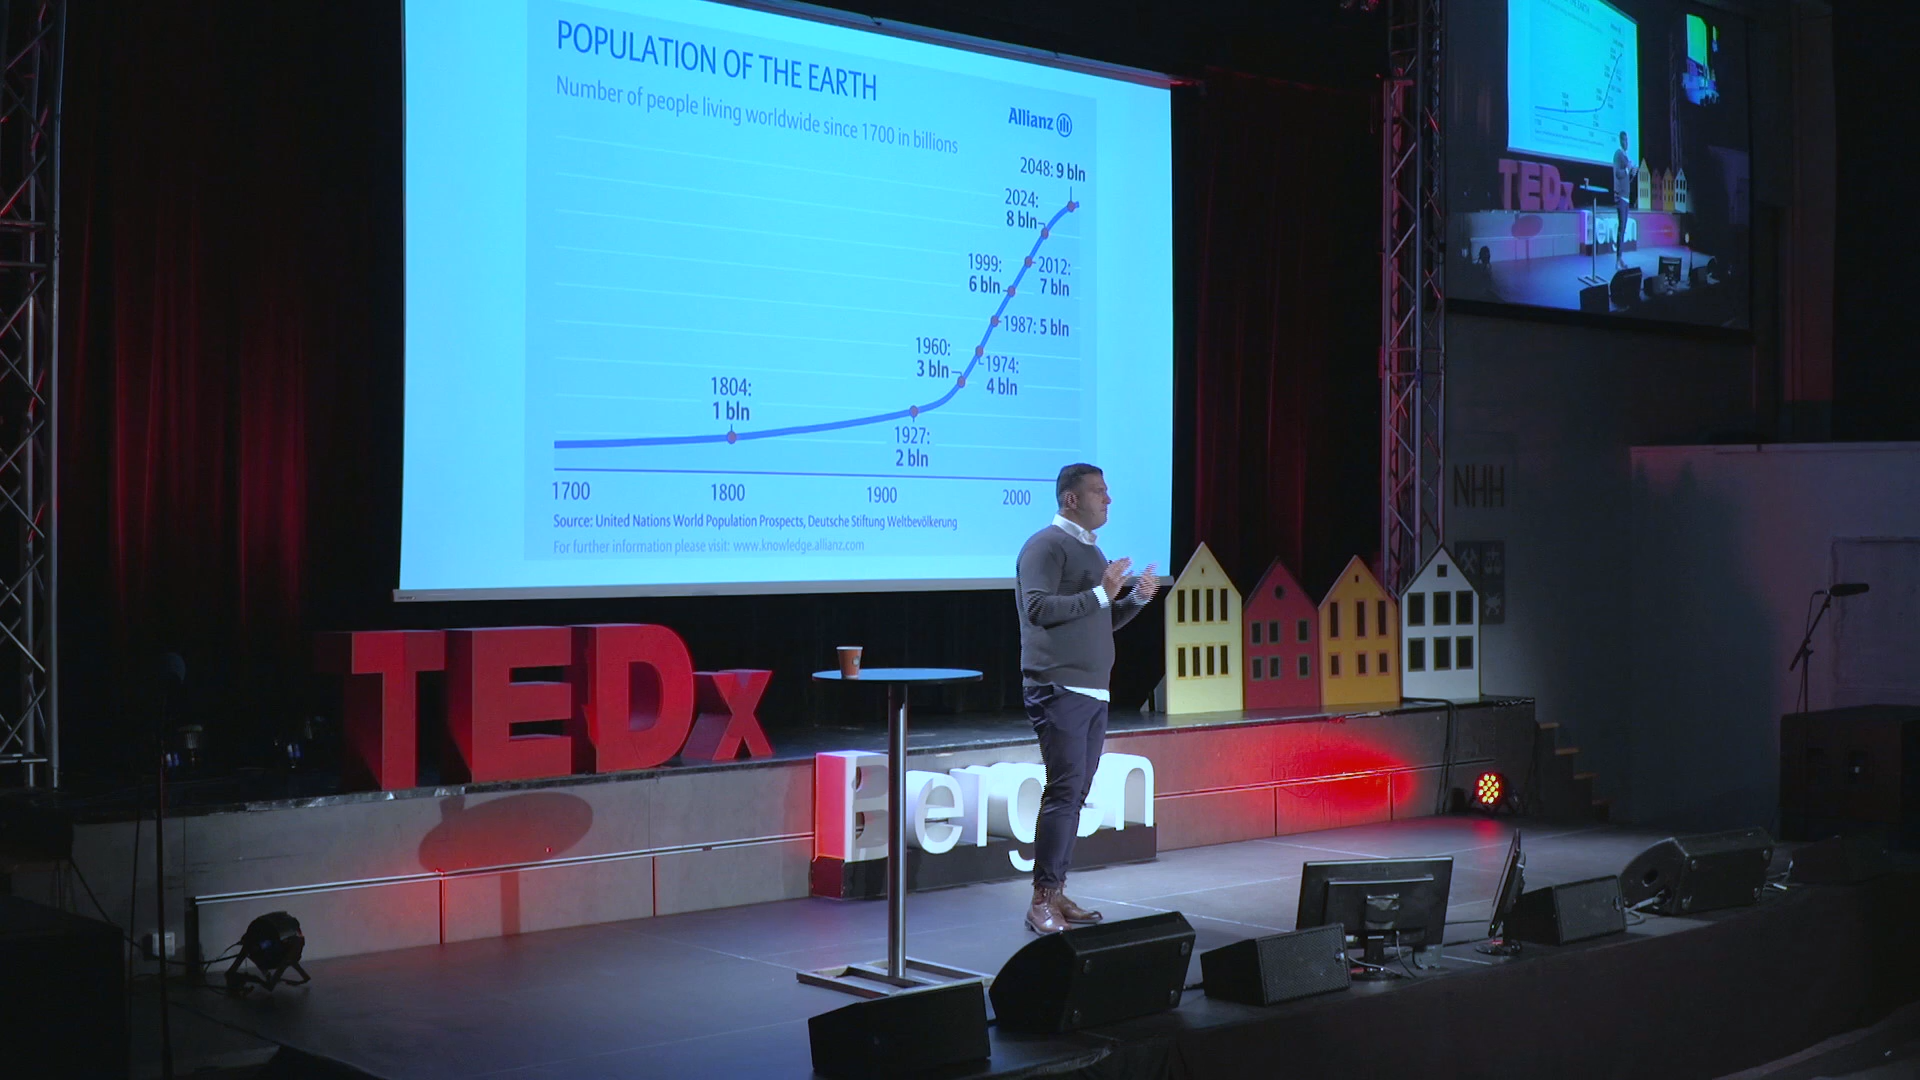 POPULATION OF THE EARTH
Number of people living worldwide since 1700 in billions
Allianz
2048: 9 bln
2024:
8 bln
1999:
6 bln
2012:
7 bln
1987: 5 bln
1960:
3 bln
1974:
4 bln
1804:
1 bln
1927:
2 bln
1700 1800 1900 2000
Source: United Nations World Population Prospects, Deutsche Stiftung Weltbevölkerung
For further information please visit: www.knowledge.allianz.com
TEDx
Bergen
NHH
TEDx
Bergen